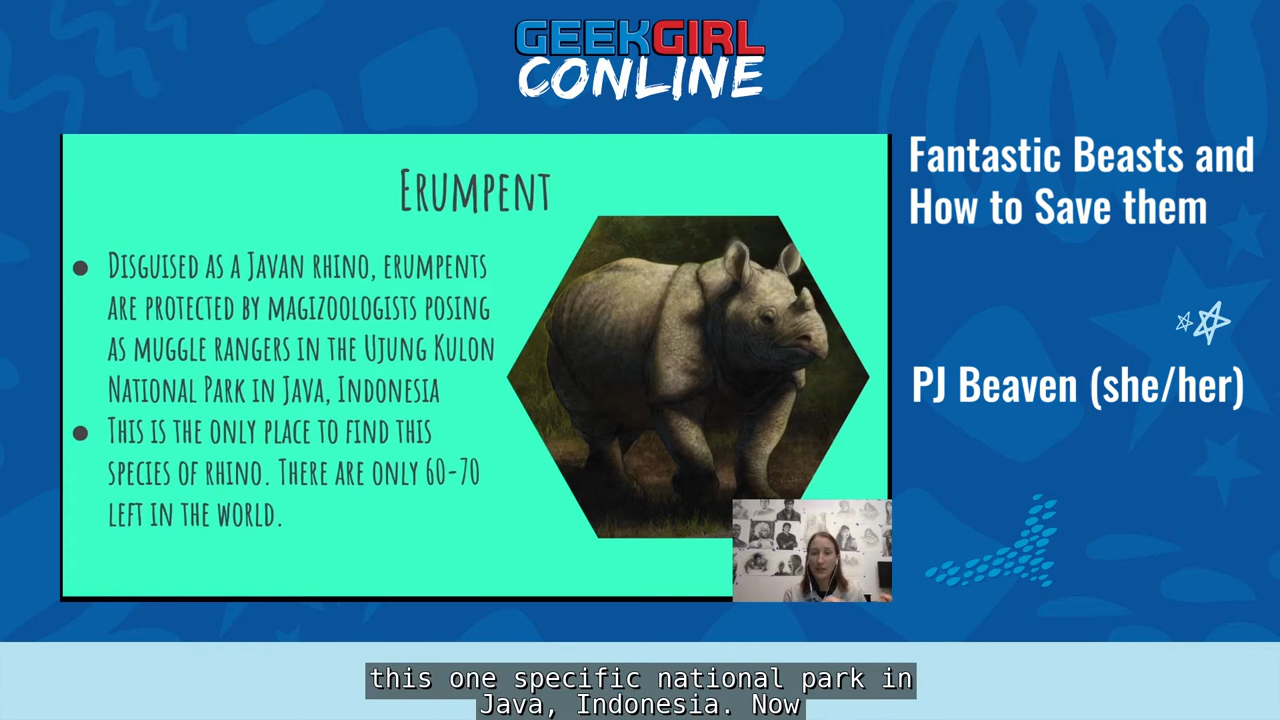 GEEKGIRL
CONLINE
Erumpent
Disguised as a Javan rhino, erumpents
are protected by magizoologists posing
as muggle rangers in the Ujung Kulon
National Park in Java, Indonesia
This is the only place to find this
species of rhino. There are only 60-70
left in the world.
Fantastic Beasts and
How to Save them
PJ Beaven (she/her)
this one specific national park in
Java, Indonesia. Now